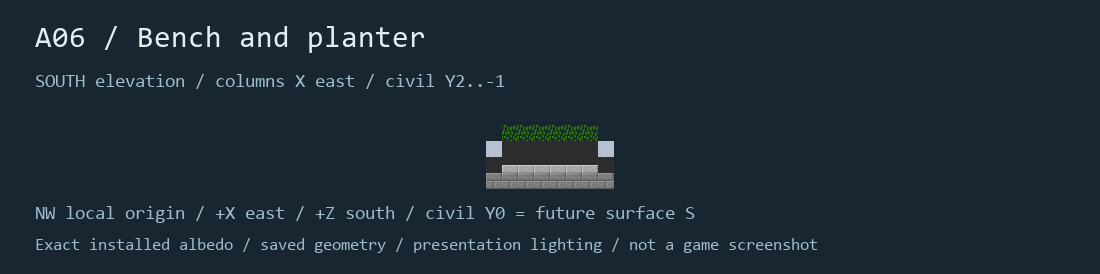 A06 / Bench and planter
SOUTH elevation / columns X east / civil Y2..-1
NW local origin / +X east / +Z south / civil Y0 = future surface S
Exact installed albedo / saved geometry / presentation lighting / not a game screenshot